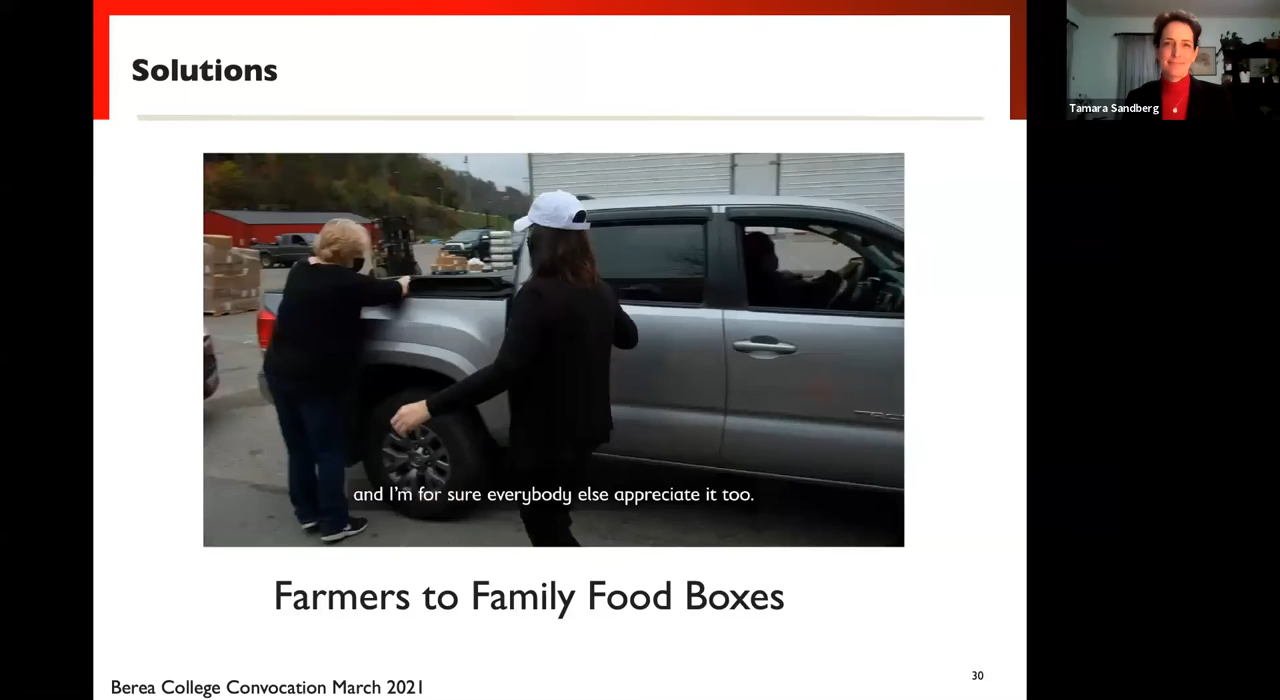 Solutions
Tamara Sandberg
and I'm for sure everybody else appreciate it too.
Farmers to Family Food Boxes
30
Berea College Convocation March 2021